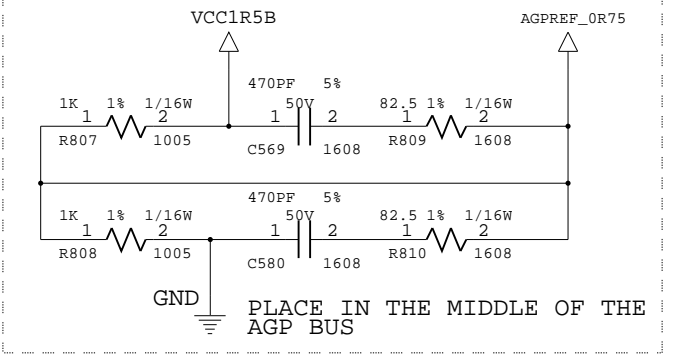 VCC1R5B
AGPREF_0R75
470PF 5%
1K 1% 1/16W
50V
82.5 1% 1/16W
1 2
1 2
1 2
R807 1005
C569 1608
R809 1608
470PF 5%
1K 1% 1/16W
50V
82.5 1% 1/16W
1 2
1 2
1 2
R808 1005
C580 1608
R810 1608
GND
PLACE IN THE MIDDLE OF THE
AGP BUS